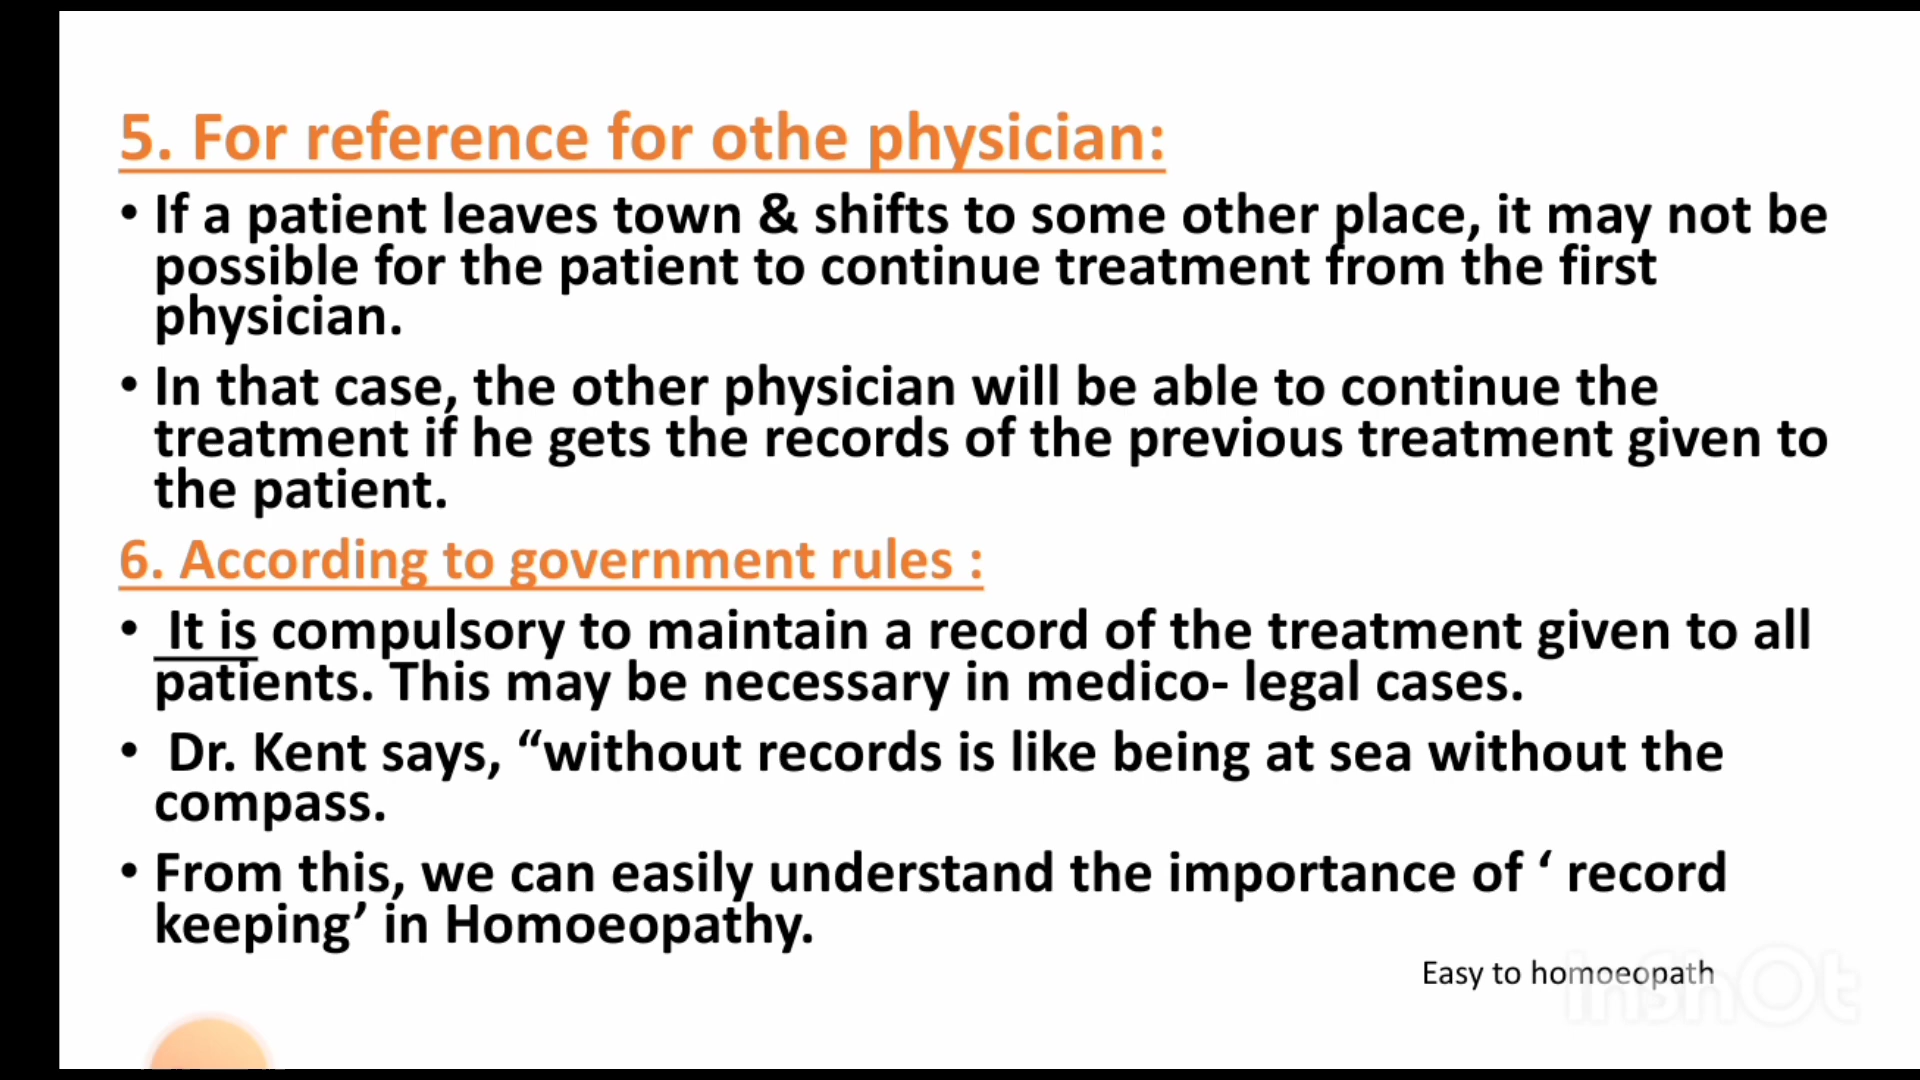 5. For reference for othe physician:
• If a patient leaves town & shifts to some other place, it may not be
possible for the patient to continue treatment from the first
physician.
• In that case, the other physician will be able to continue the
treatment if he gets the records of the previous treatment given to
the patient.
6. According to government rules :
• It is compulsory to maintain a record of the treatment given to all
patients. This may be necessary in medico- legal cases.
• Dr. Kent says, “without records is like being at sea without the
compass.
• From this, we can easily understand the importance of ‘ record
keeping’ in Homoeopathy.
Easy to homoeopath
InShOt